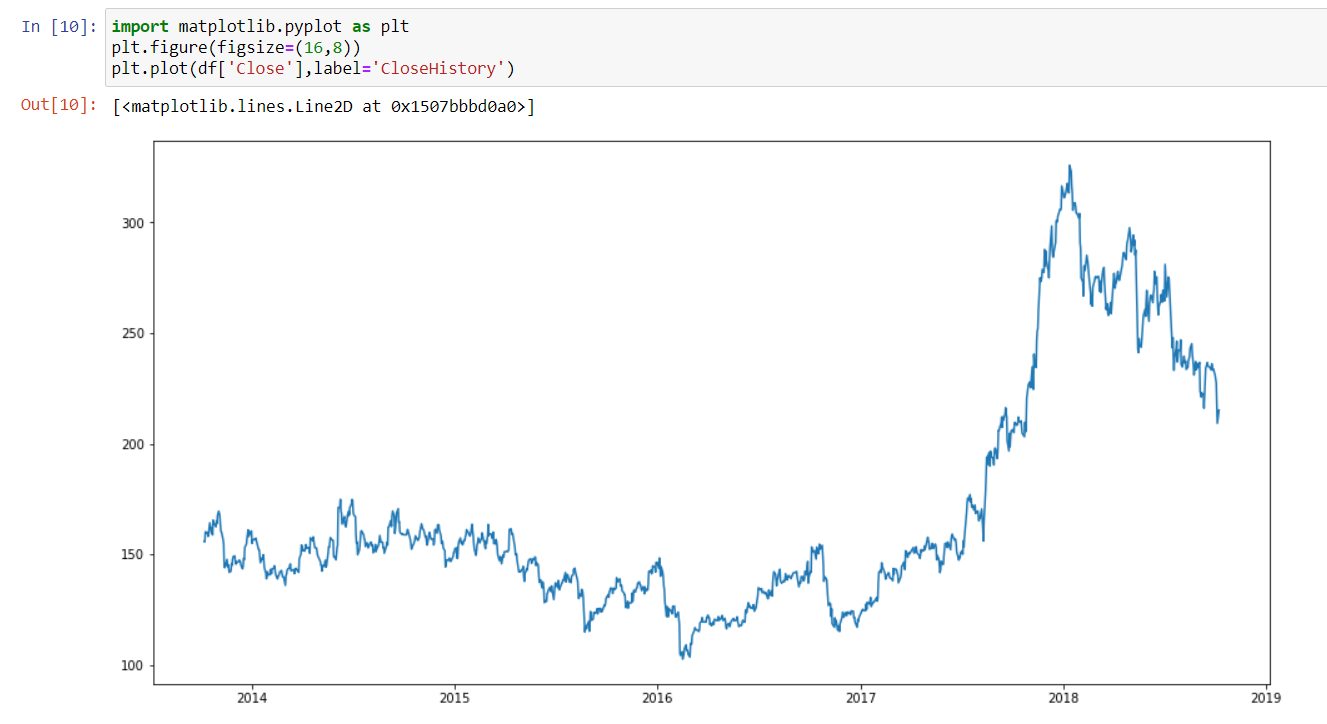 In [10]: import matplotlib.pyplot as plt
plt.figure(figsize=(16,8))
plt.plot(df['Close'],label='CloseHistory')
Out[10]: [<matplotlib.lines.Line2D at 0x1507bbbd0a0>]
300
250
200
150
100
2014 2015 2016 2017 2018 2019